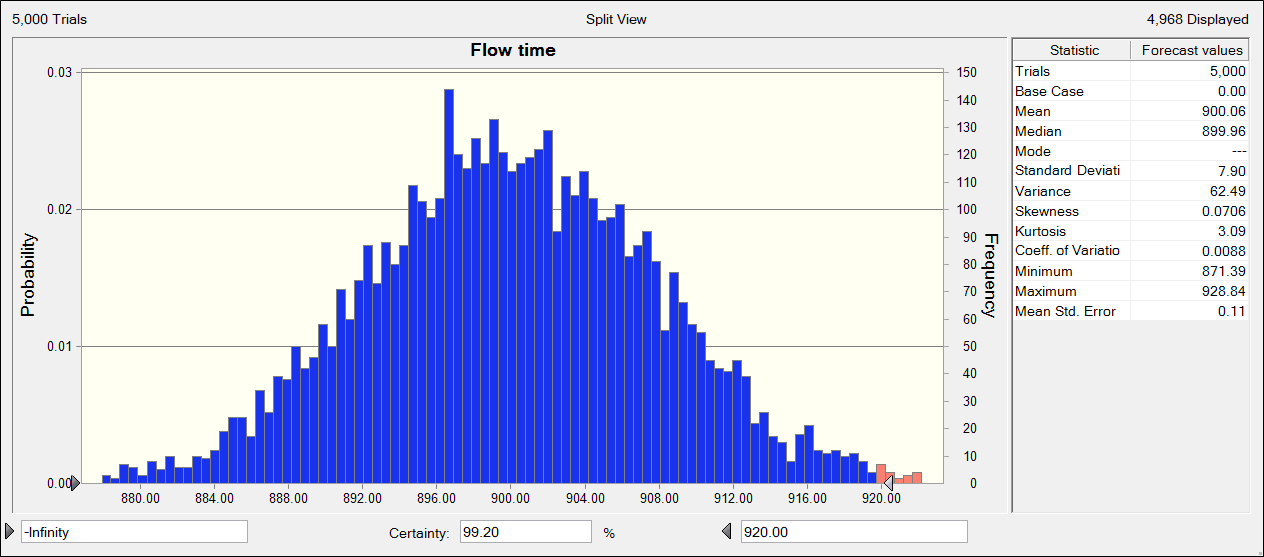 5,000 Trials Split View 4,968 Displayed
Flow time
Probability
0.03
0.02
0.01
0.00
150
140
130
120
110
100
90
80
70
60
50
40
30
20
10
0
Frequency
880.00 884.00 888.00 892.00 896.00 900.00 904.00 908.00 912.00 916.00 920.00
Statistic Forecast values
Trials 5,000
Base Case 0.00
Mean 900.06
Median 899.96
Mode ---
Standard Deviati 7.90
Variance 62.49
Skewness 0.0706
Kurtosis 3.09
Coeff. of Variatio 0.0088
Minimum 871.39
Maximum 928.84
Mean Std. Error 0.11
-Infinity Certainty: 99.20 % 920.00